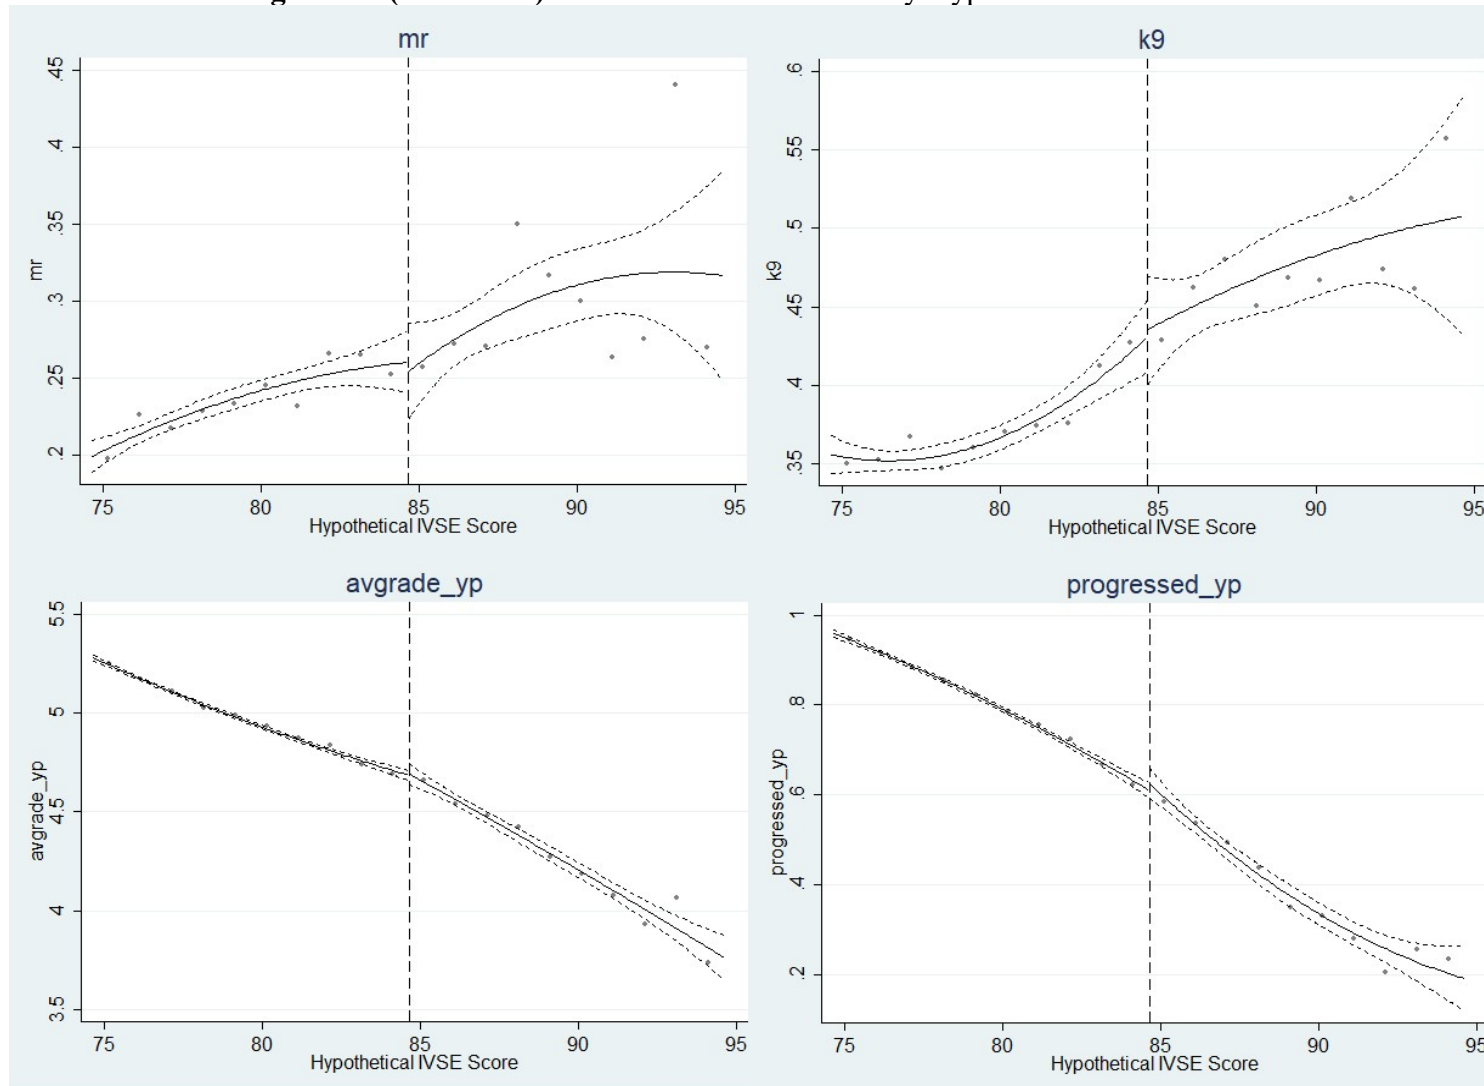 mr
k9
.45
.4
.35
.3
.25
.2
mr
75 80 85 90 95
Hypothetical IVSE Score
.6
.55
.5
.45
.4
.35
k9
75 80 85 90 95
Hypothetical IVSE Score
avgrade_yp
progressed_yp
5.5
5
4.5
4
3.5
avgrade_yp
75 80 85 90 95
Hypothetical IVSE Score
1
.8
.6
.4
.2
progressed_yp
75 80 85 90 95
Hypothetical IVSE Score